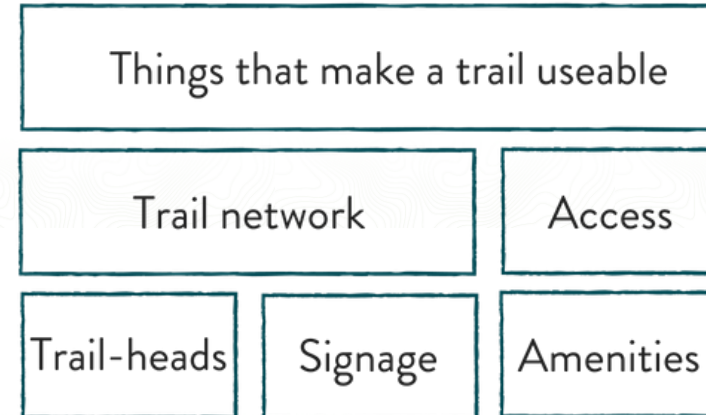 Things that make a trail useable
Trail network
Access
Trail-heads
Signage
Amenities